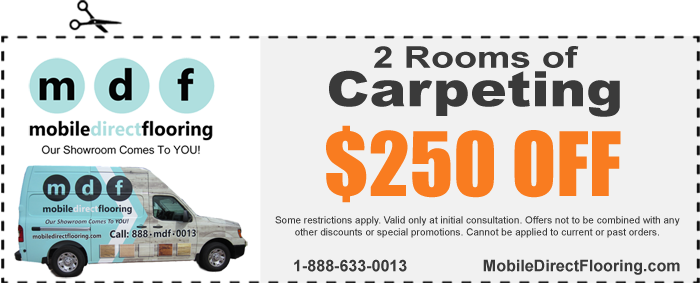 m d f
mobiledirectflooring
Our Showroom Comes To YOU!
m d f
Our Showroom Comes To YOU!
mobiledirectflooring
mobiledirectflooring.com
Call: 888-mdf-0013
2 Rooms of
Carpeting
$250 OFF
Some restrictions apply. Valid only at initial consultation. Offers not to be combined with any
other discounts or special promotions. Cannot be applied to current or past orders.
1-888-633-0013
MobileDirectFlooring.com